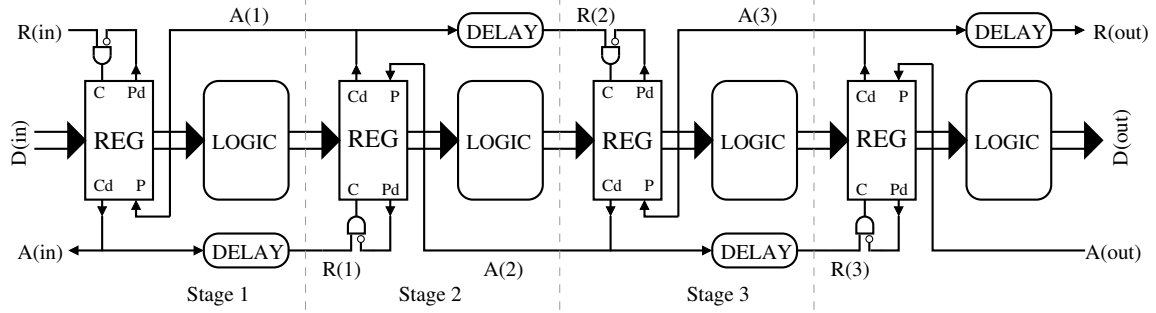 A(1)
R(2)
A(3)
R(in)
DELAY
DELAY
R(out)
C
Pd
Cd
P
C
Pd
Cd
P
D(in)
REG
LOGIC
REG
LOGIC
REG
LOGIC
REG
LOGIC
D(out)
Cd
P
C
Pd
Cd
P
C
Pd
A(in)
DELAY
R(1)
A(2)
DELAY
R(3)
A(out)
Stage 1
Stage 2
Stage 3